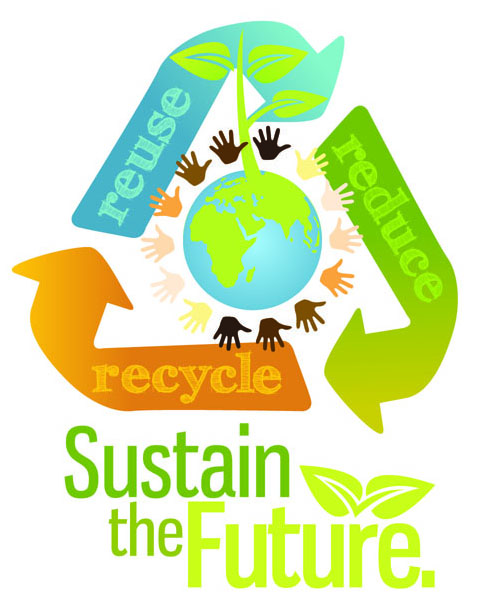 reuse
reduce
recycle
Sustain
the Future.